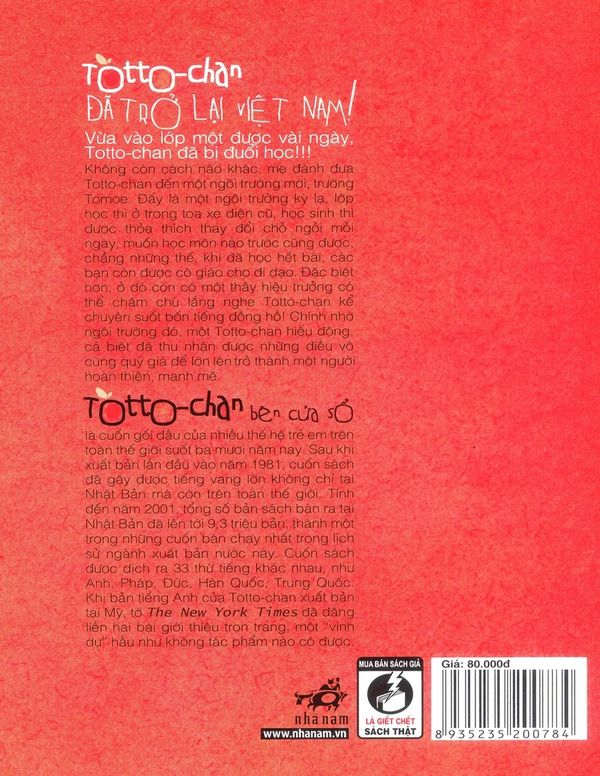 Totto-chan
ĐÃ TRỞ LẠI VIỆT NAM!
Vừa vào lớp một được vài ngày,
Totto-chan đã bị đuổi học!!!
Không còn cách nào khác, mẹ đành đưa
Totto-chan đến một ngôi trường mới, trường
Tomoe. Đấy là một ngôi trường kỳ lạ, lớp
học thì ở trong toa xe điện cũ, học sinh thì
được thỏa thích thay đổi chỗ ngồi mỗi
ngày, muốn học môn nào trước cũng được,
chẳng những thế, khi đã học hết bài, các
bạn còn được cô giáo cho đi dạo. Đặc biệt
hơn, ở đó còn có một thầy hiệu trưởng có
thể chăm chú lắng nghe Totto-chan kể
chuyện suốt bốn tiếng đồng hồ! Chính nhờ
ngôi trường đó, một Totto-chan hiếu động,
cá biệt đã thu nhận được những điều vô
cùng quý giá để lớn lên trở thành một người
hoàn thiện, mạnh mẽ.
Totto-chan bên cửa sổ
là cuốn gối đầu của nhiều thế hệ trẻ em trên
toàn thế giới suốt ba mươi năm nay. Sau khi
xuất bản lần đầu vào năm 1981, cuốn sách
đã gây được tiếng vang lớn không chỉ tại
Nhật Bản mà còn trên toàn thế giới. Tính
đến năm 2001, tổng số bản sách bán ra tại
Nhật Bản đã lên tới 9,3 triệu bản, thành một
trong những cuốn bán chạy nhất trong lịch
sử ngành xuất bản nước này. Cuốn sách
được dịch ra 33 thứ tiếng khác nhau, như
Anh, Pháp, Đức, Hàn Quốc, Trung Quốc.
Khi bản tiếng Anh của Totto-chan xuất bản
tại Mỹ, tờ The New York Times đã đăng
liền hai bài giới thiệu trọn trang, một "vinh
dự" hầu như không tác phẩm nào có được.
nhã nam
www.nhanam.vn
MUA BÁN SÁCH GIẢ
LÀ GIẾT CHẾT
SÁCH THẬT
Giá: 80.000đ
8 935235 200784